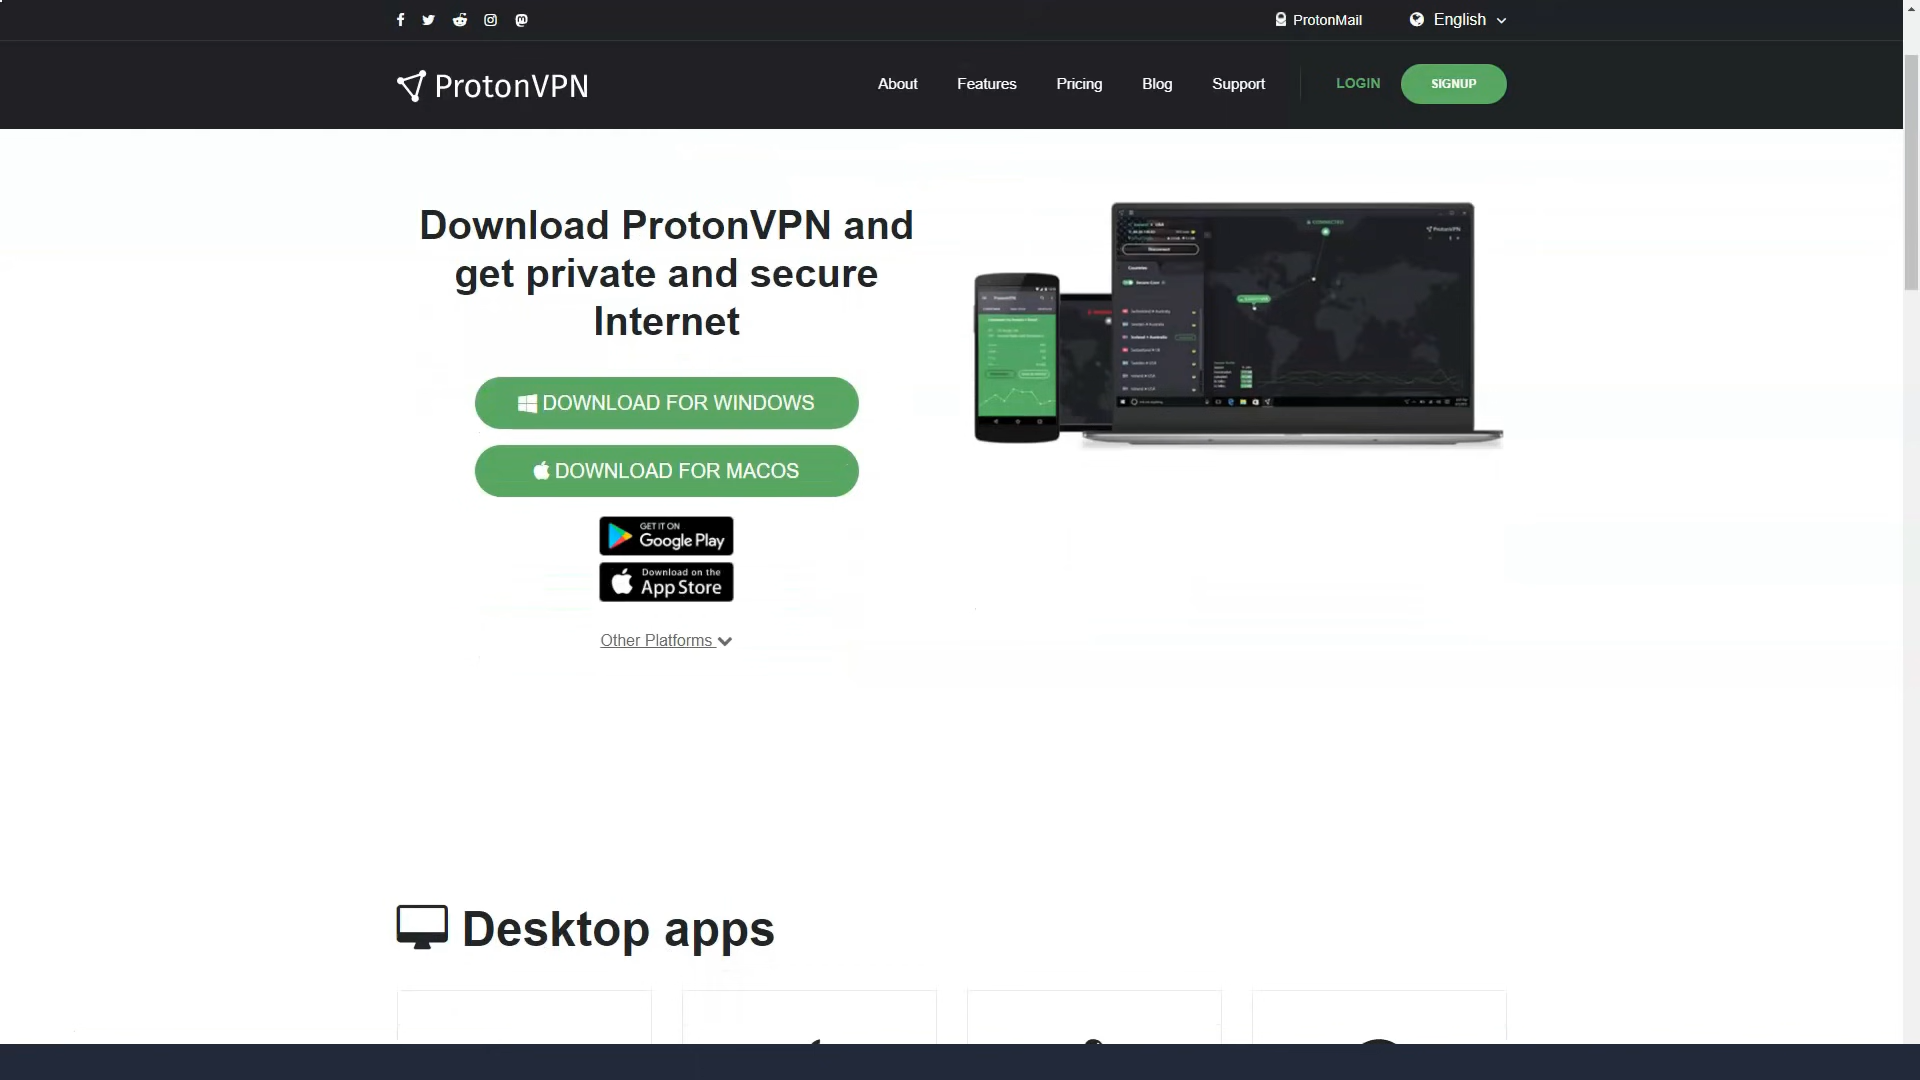 ProtonMail
English
ProtonVPN
About
Features
Pricing
Blog
Support
LOGIN
SIGNUP
Download ProtonVPN and
get private and secure
Internet
DOWNLOAD FOR WINDOWS
DOWNLOAD FOR MACOS
GET IT ON
Google Play
Download on the
App Store
Other Platforms
Desktop apps